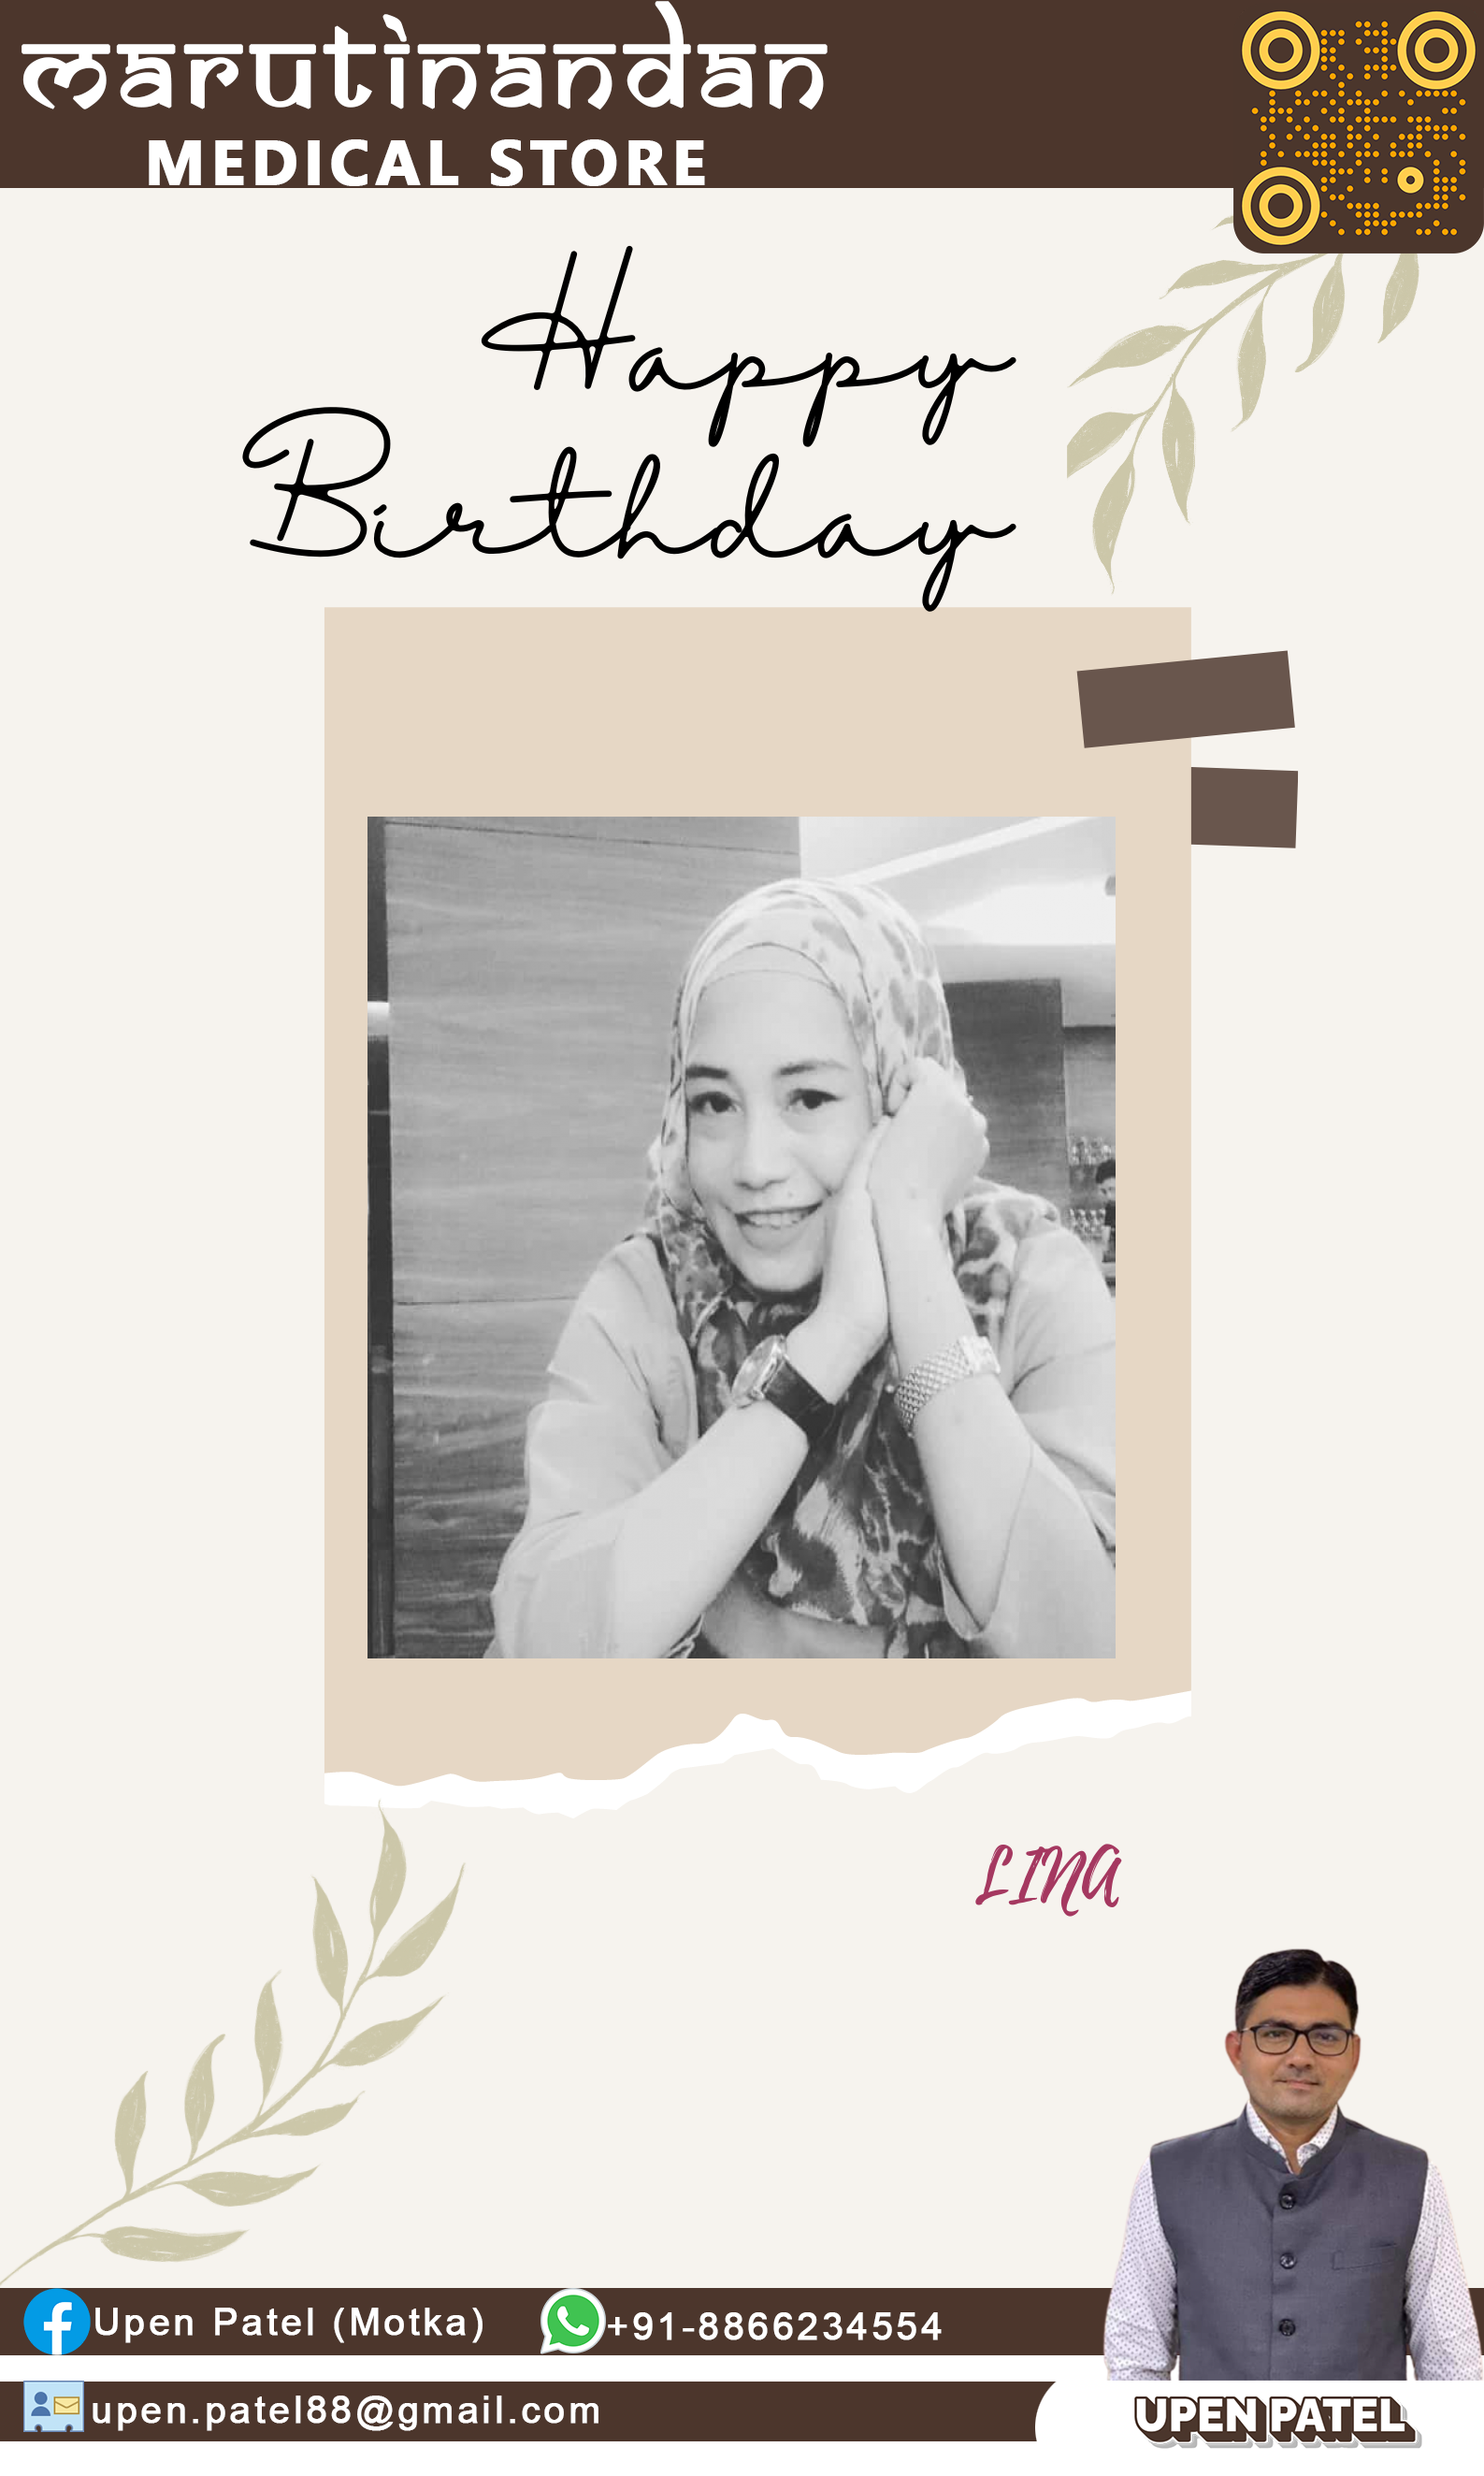 marutinandan
MEDICAL STORE
Happy
Birthday
LINA
Upen Patel (Motka)
+91-8866234554
upen.patel88@gmail.com
UPEN PATEL